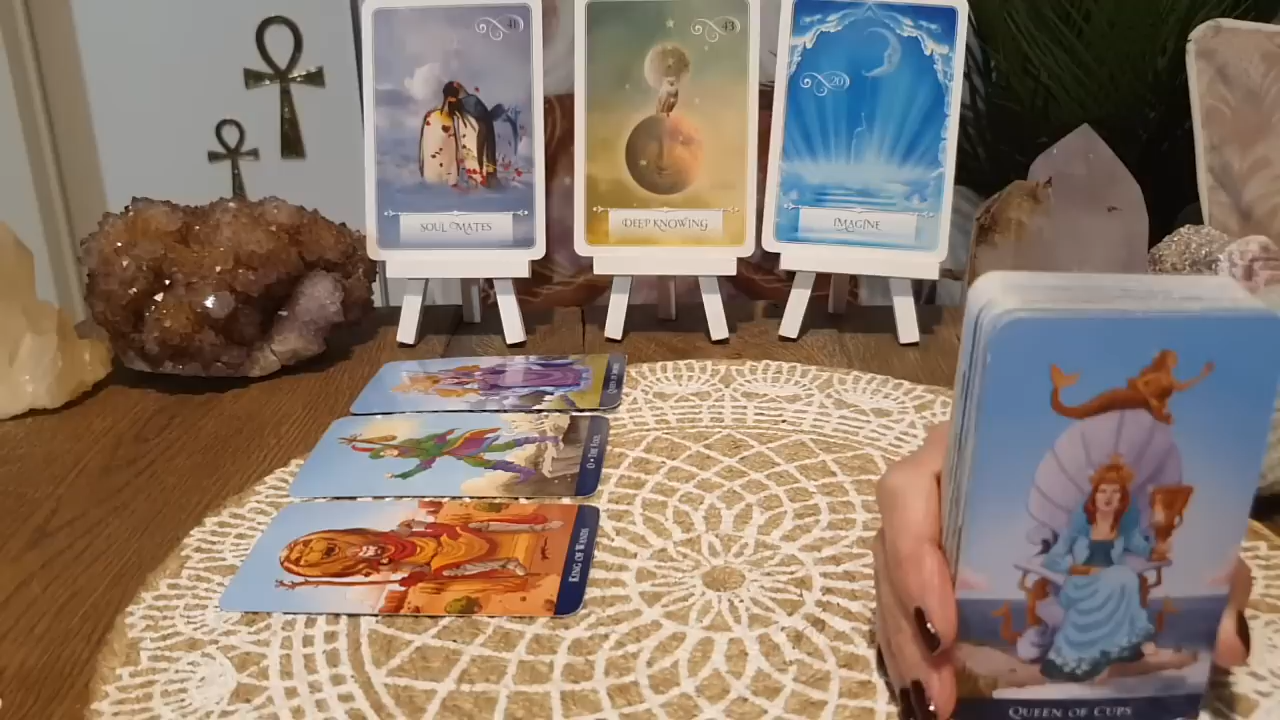 41
SOUL MATES
43
DEEP KNOWING
20
IMAGINE
0 • THE FOOL
KING OF WANDS
QUEEN OF CUPS